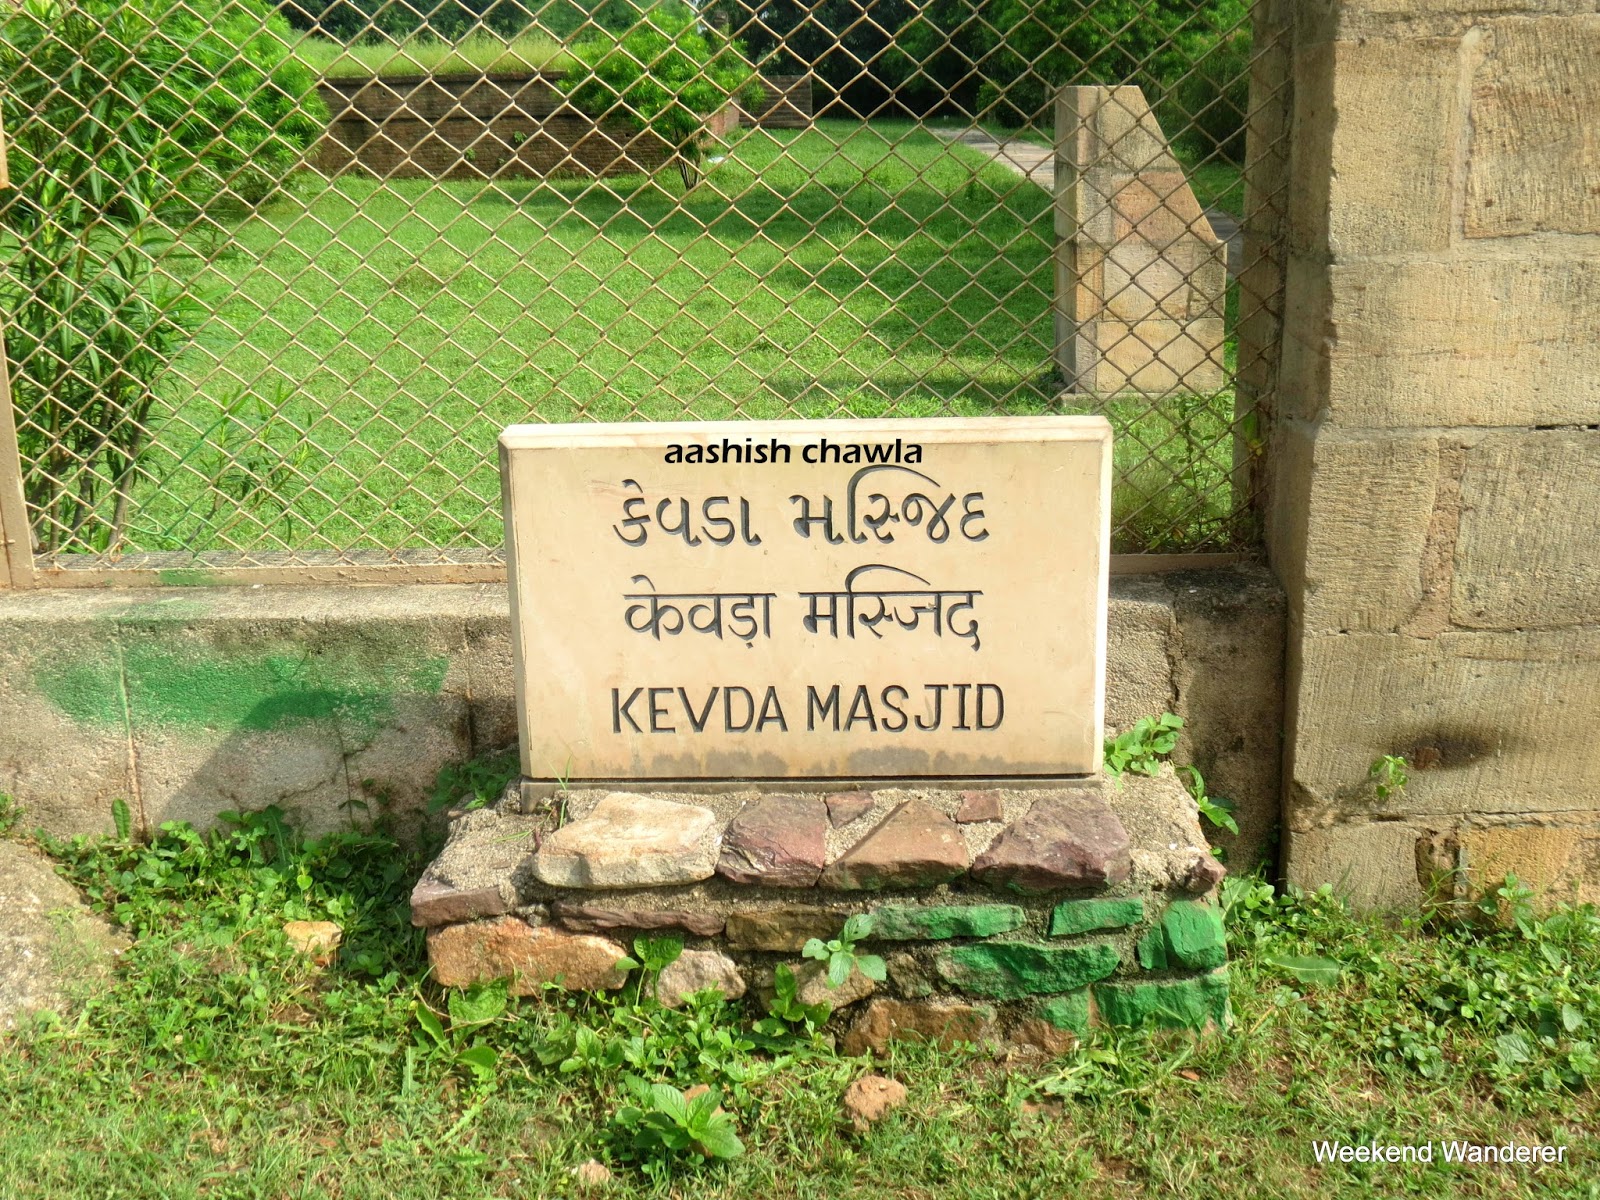 aashish chawla
કેવડા મસ્જિદ
केवड़ा मस्जिद
KEVDA MASJID
Weekend Wanderer